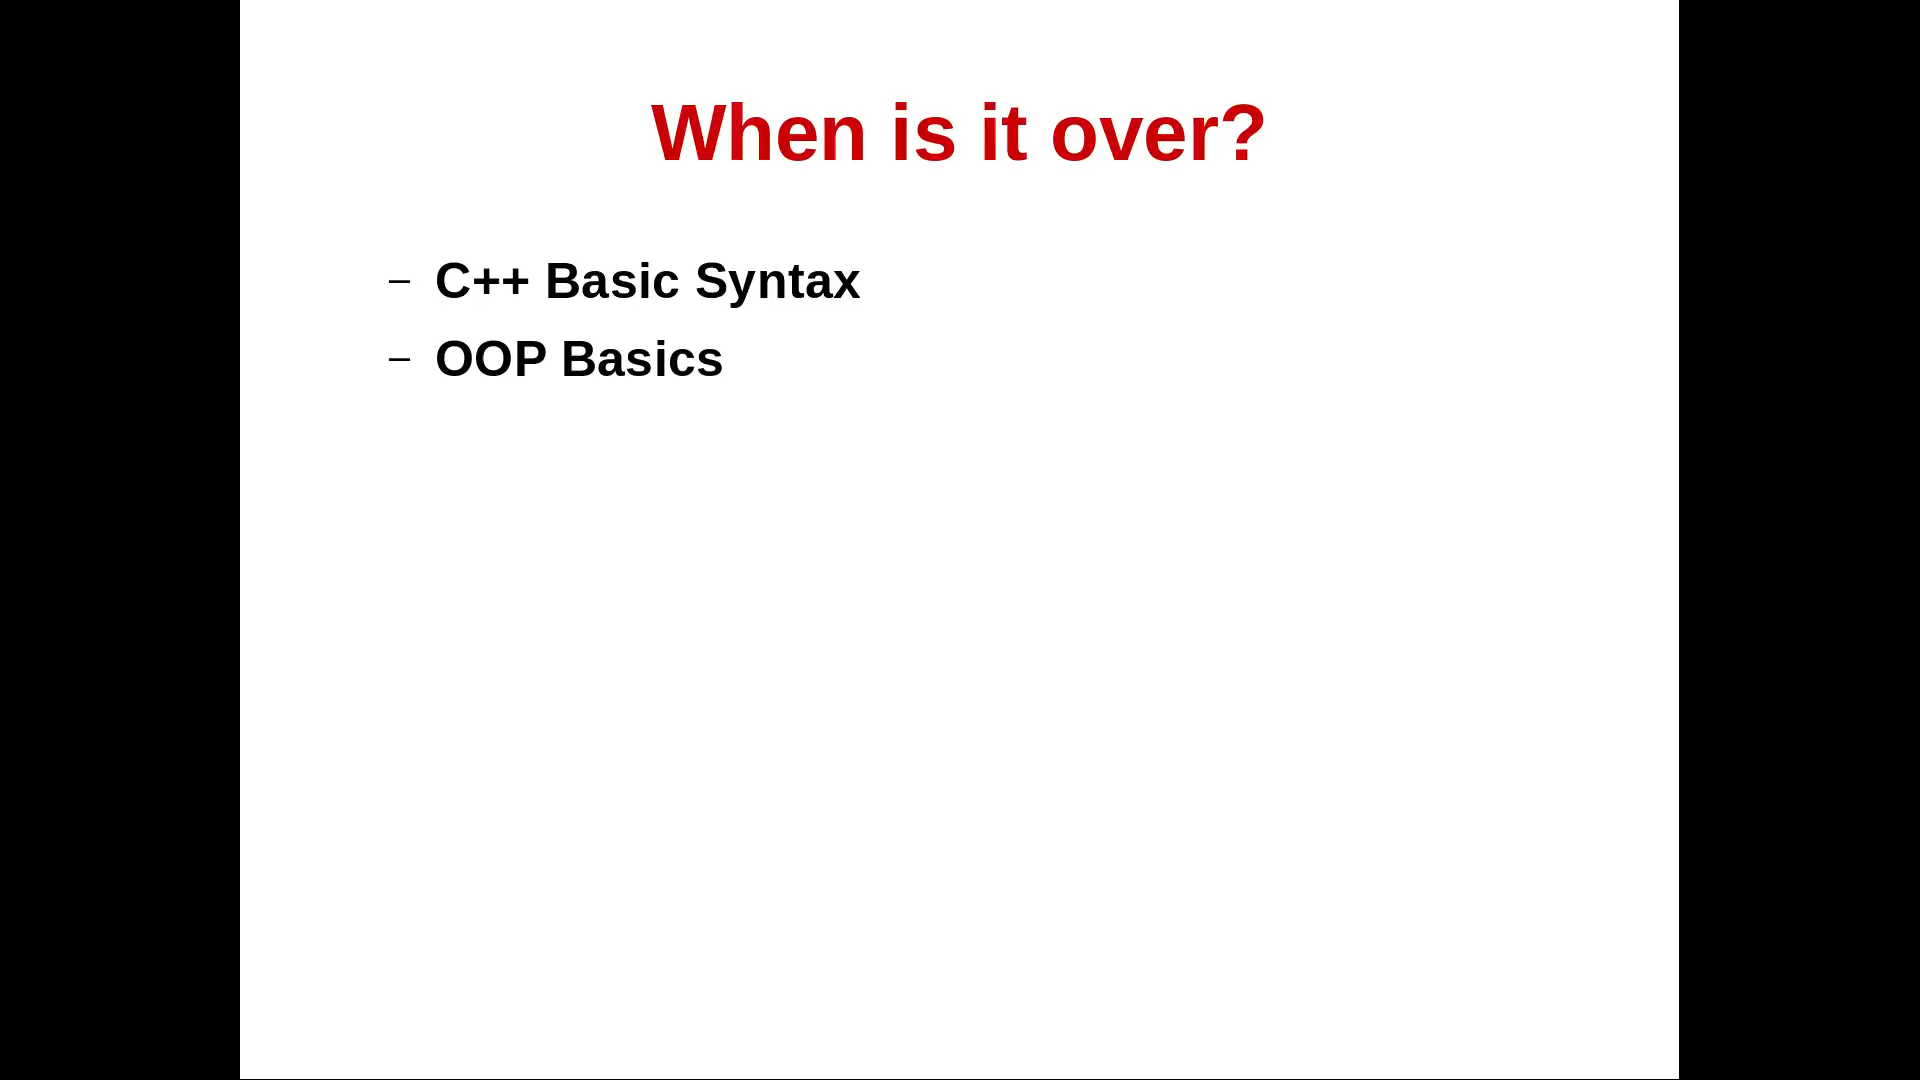 When is it over?
– C++ Basic Syntax
– OOP Basics